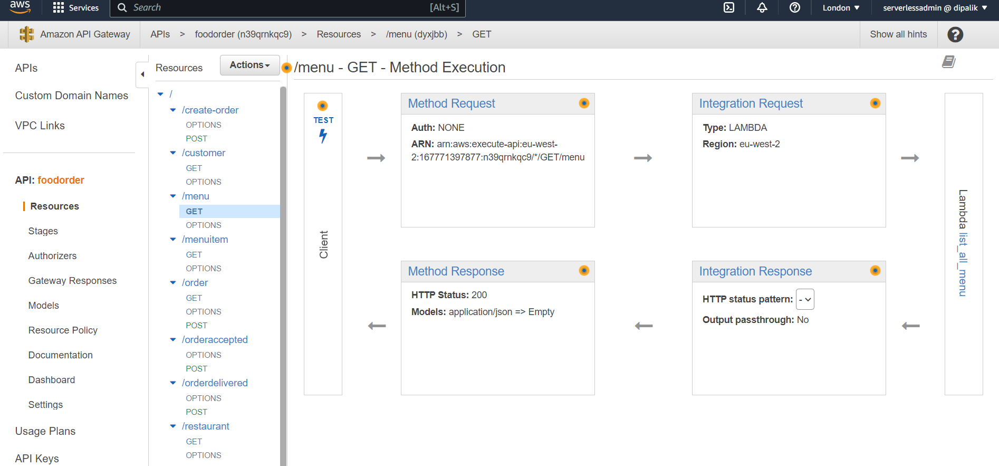 aws
Services
Search
[Alt+S]
London ▼
serverlessadmin @ dipalik ▼
Amazon API Gateway
APIs > foodorder (n39qrnkqc9) > Resources > /menu (dyxjbb) > GET
Show all hints
APIs
Custom Domain Names
VPC Links
API: foodorder
Resources
Stages
Authorizers
Gateway Responses
Models
Resource Policy
Documentation
Dashboard
Settings
Usage Plans
API Keys
Resources
Actions
/
/create-order
OPTIONS
POST
/customer
GET
OPTIONS
/menu
GET
OPTIONS
/menuitem
GET
OPTIONS
/order
GET
OPTIONS
POST
/orderaccepted
OPTIONS
POST
/orderdelivered
OPTIONS
POST
/restaurant
GET
OPTIONS
/menu - GET - Method Execution
TEST
Client
Method Request
Auth: NONE
ARN: arn:aws:execute-api:eu-west-
2:167771397877:n39qrnkqc9/*/GET/menu
Integration Request
Type: LAMBDA
Region: eu-west-2
Lambda list_all_menu
Method Response
HTTP Status: 200
Models: application/json => Empty
Integration Response
HTTP status pattern: -
Output passthrough: No